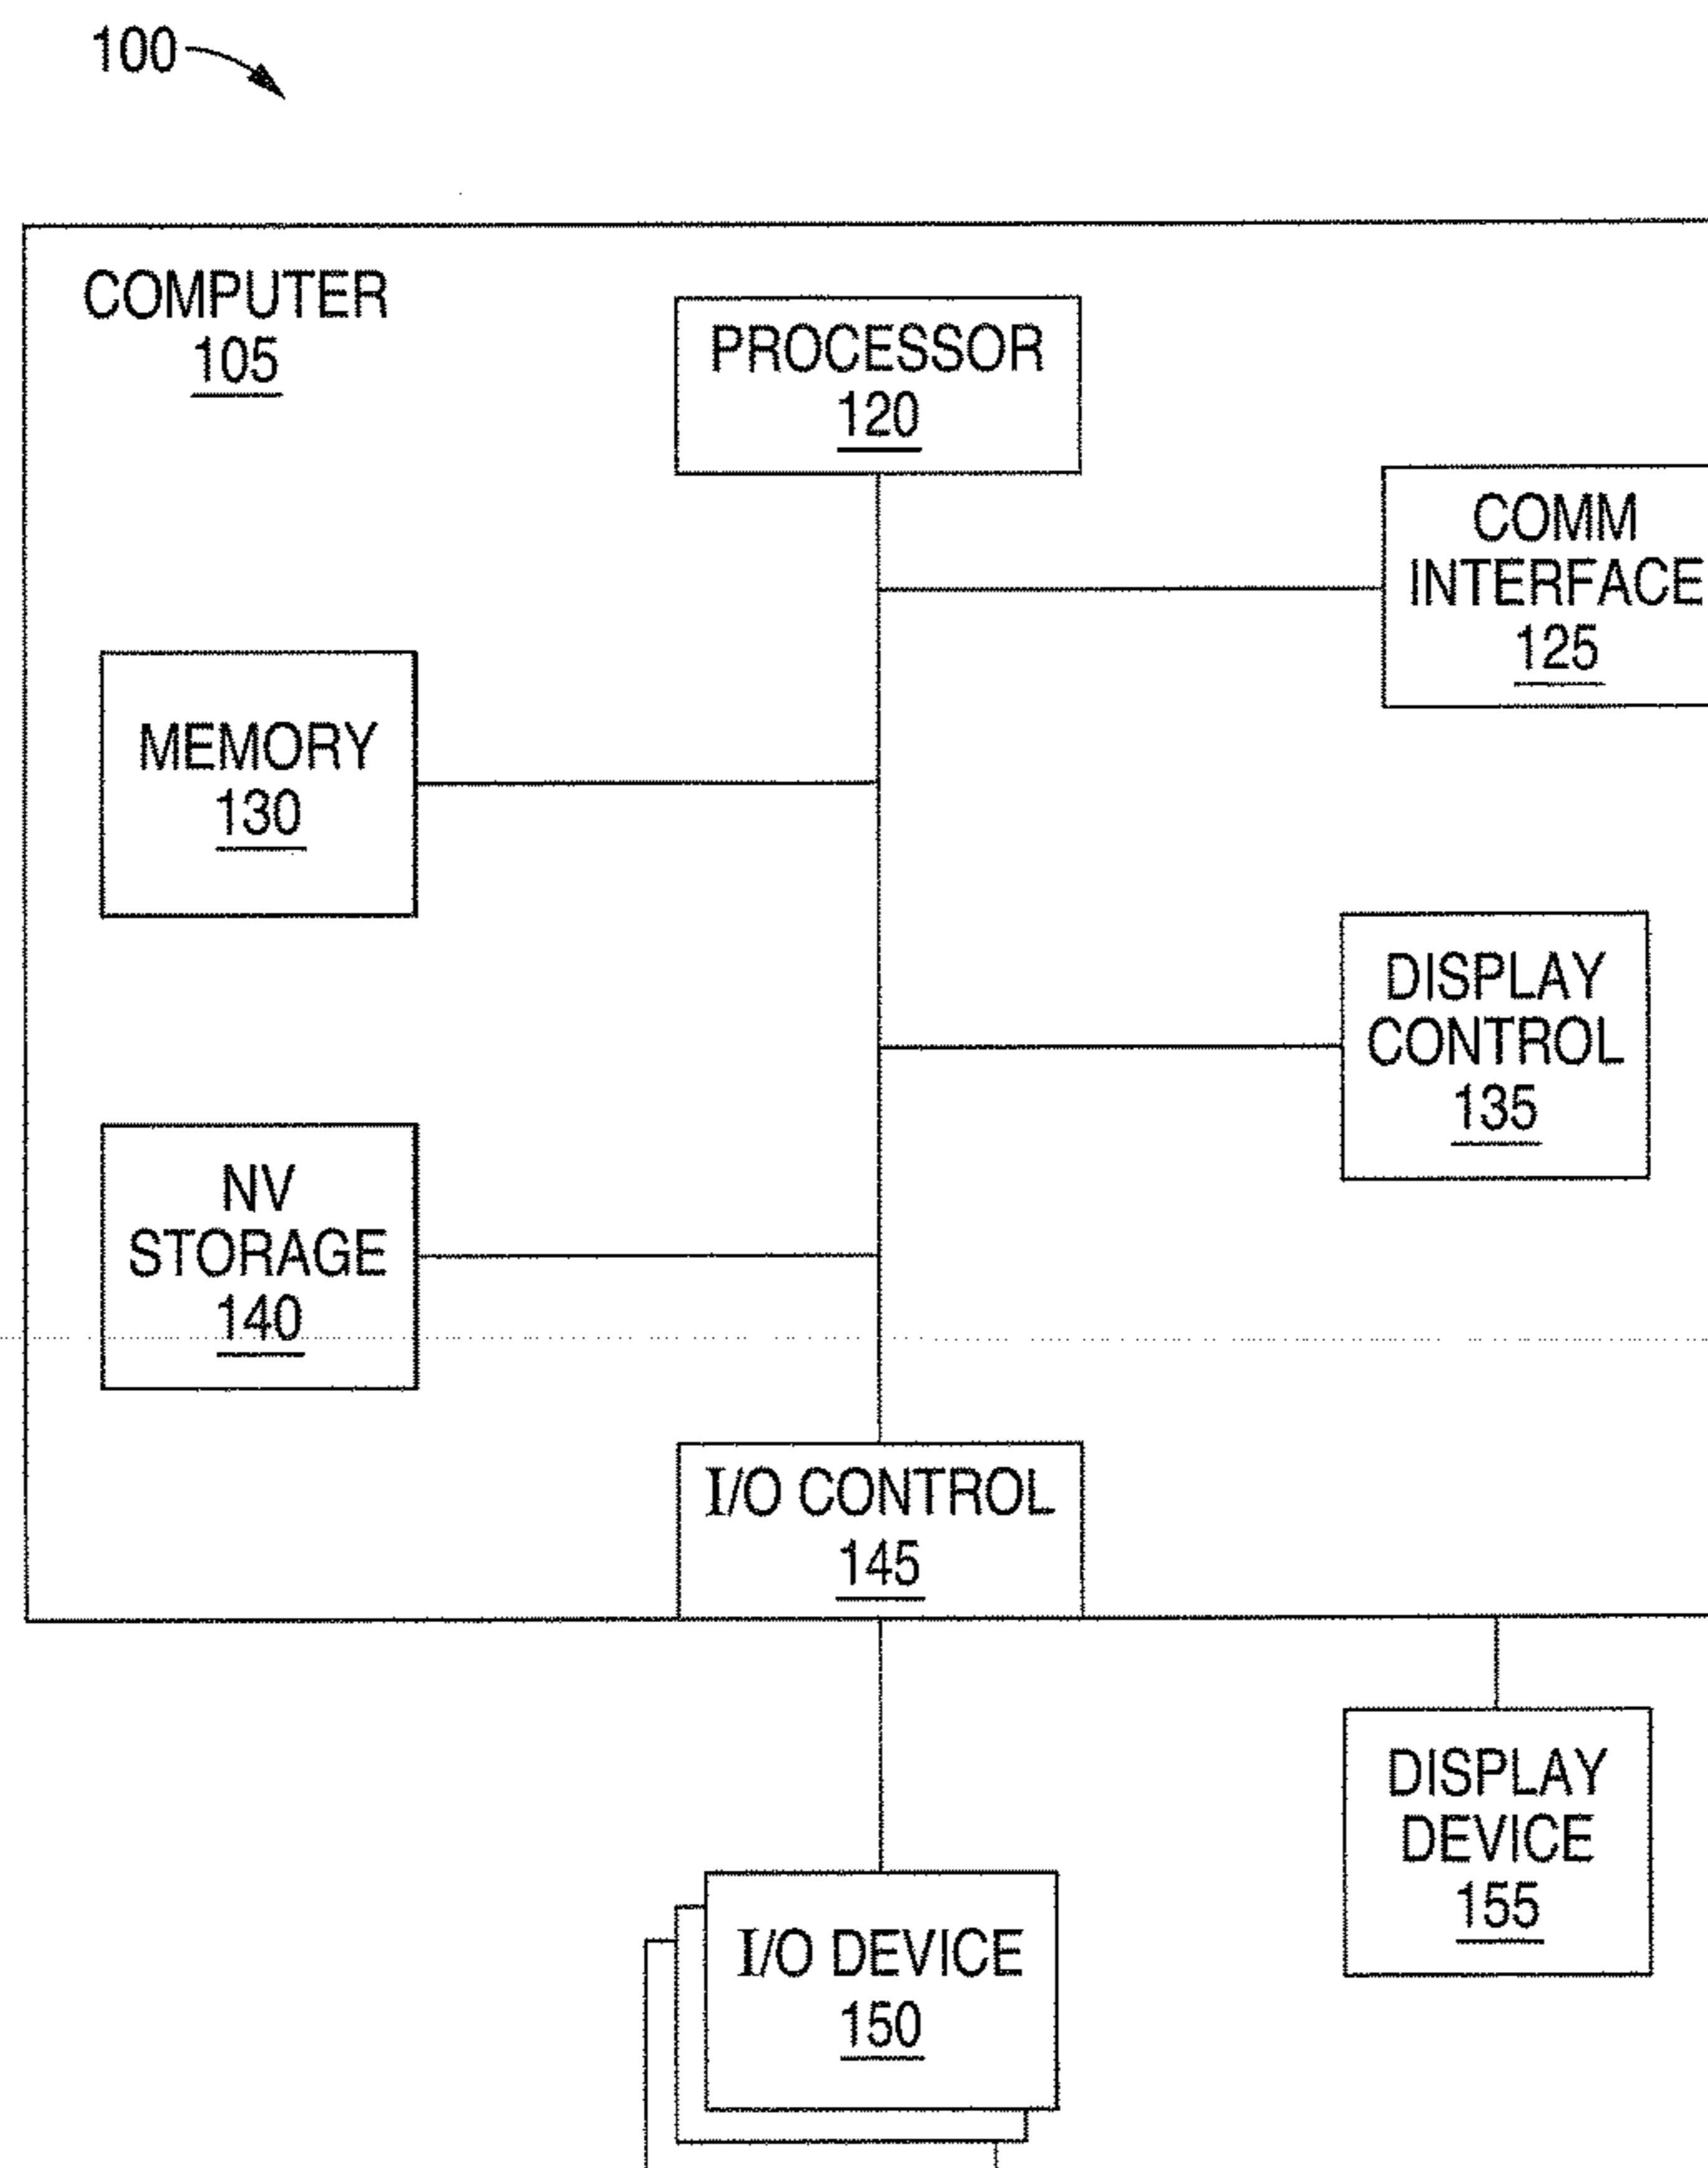 100
COMPUTER
105
PROCESSOR
120
COMM
INTERFACE
125
MEMORY
130
DISPLAY
CONTROL
135
NV
STORAGE
140
I/O CONTROL
145
DISPLAY
DEVICE
155
I/O DEVICE
150